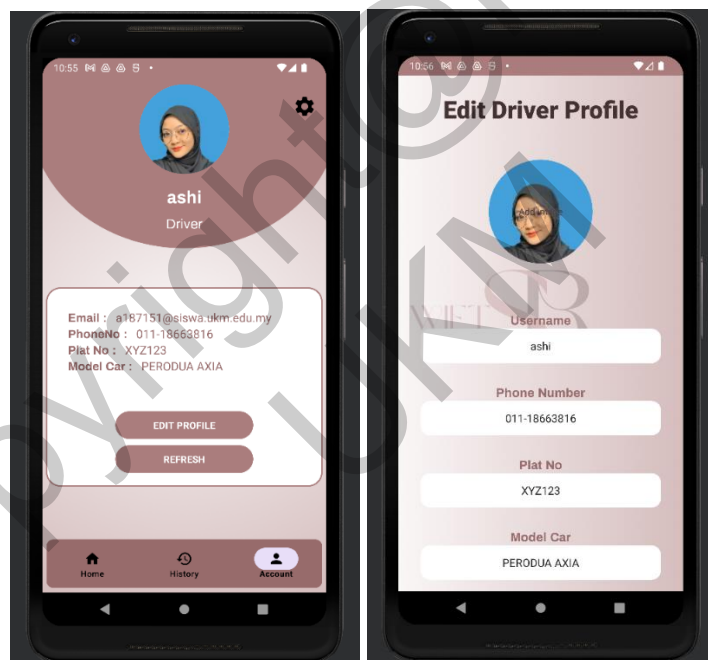 10:55
ashi
Driver
Email : a187151@siswa.ukm.edu.my
PhoneNo : 011-18663816
Plat No : XYZ123
Model Car : PERODUA AXIA
EDIT PROFILE
REFRESH
Home
History
Account
10:56
Edit Driver Profile
Username
ashi
Phone Number
011-18663816
Plat No
XYZ123
Model Car
PERODUA AXIA
pyright@
UKM